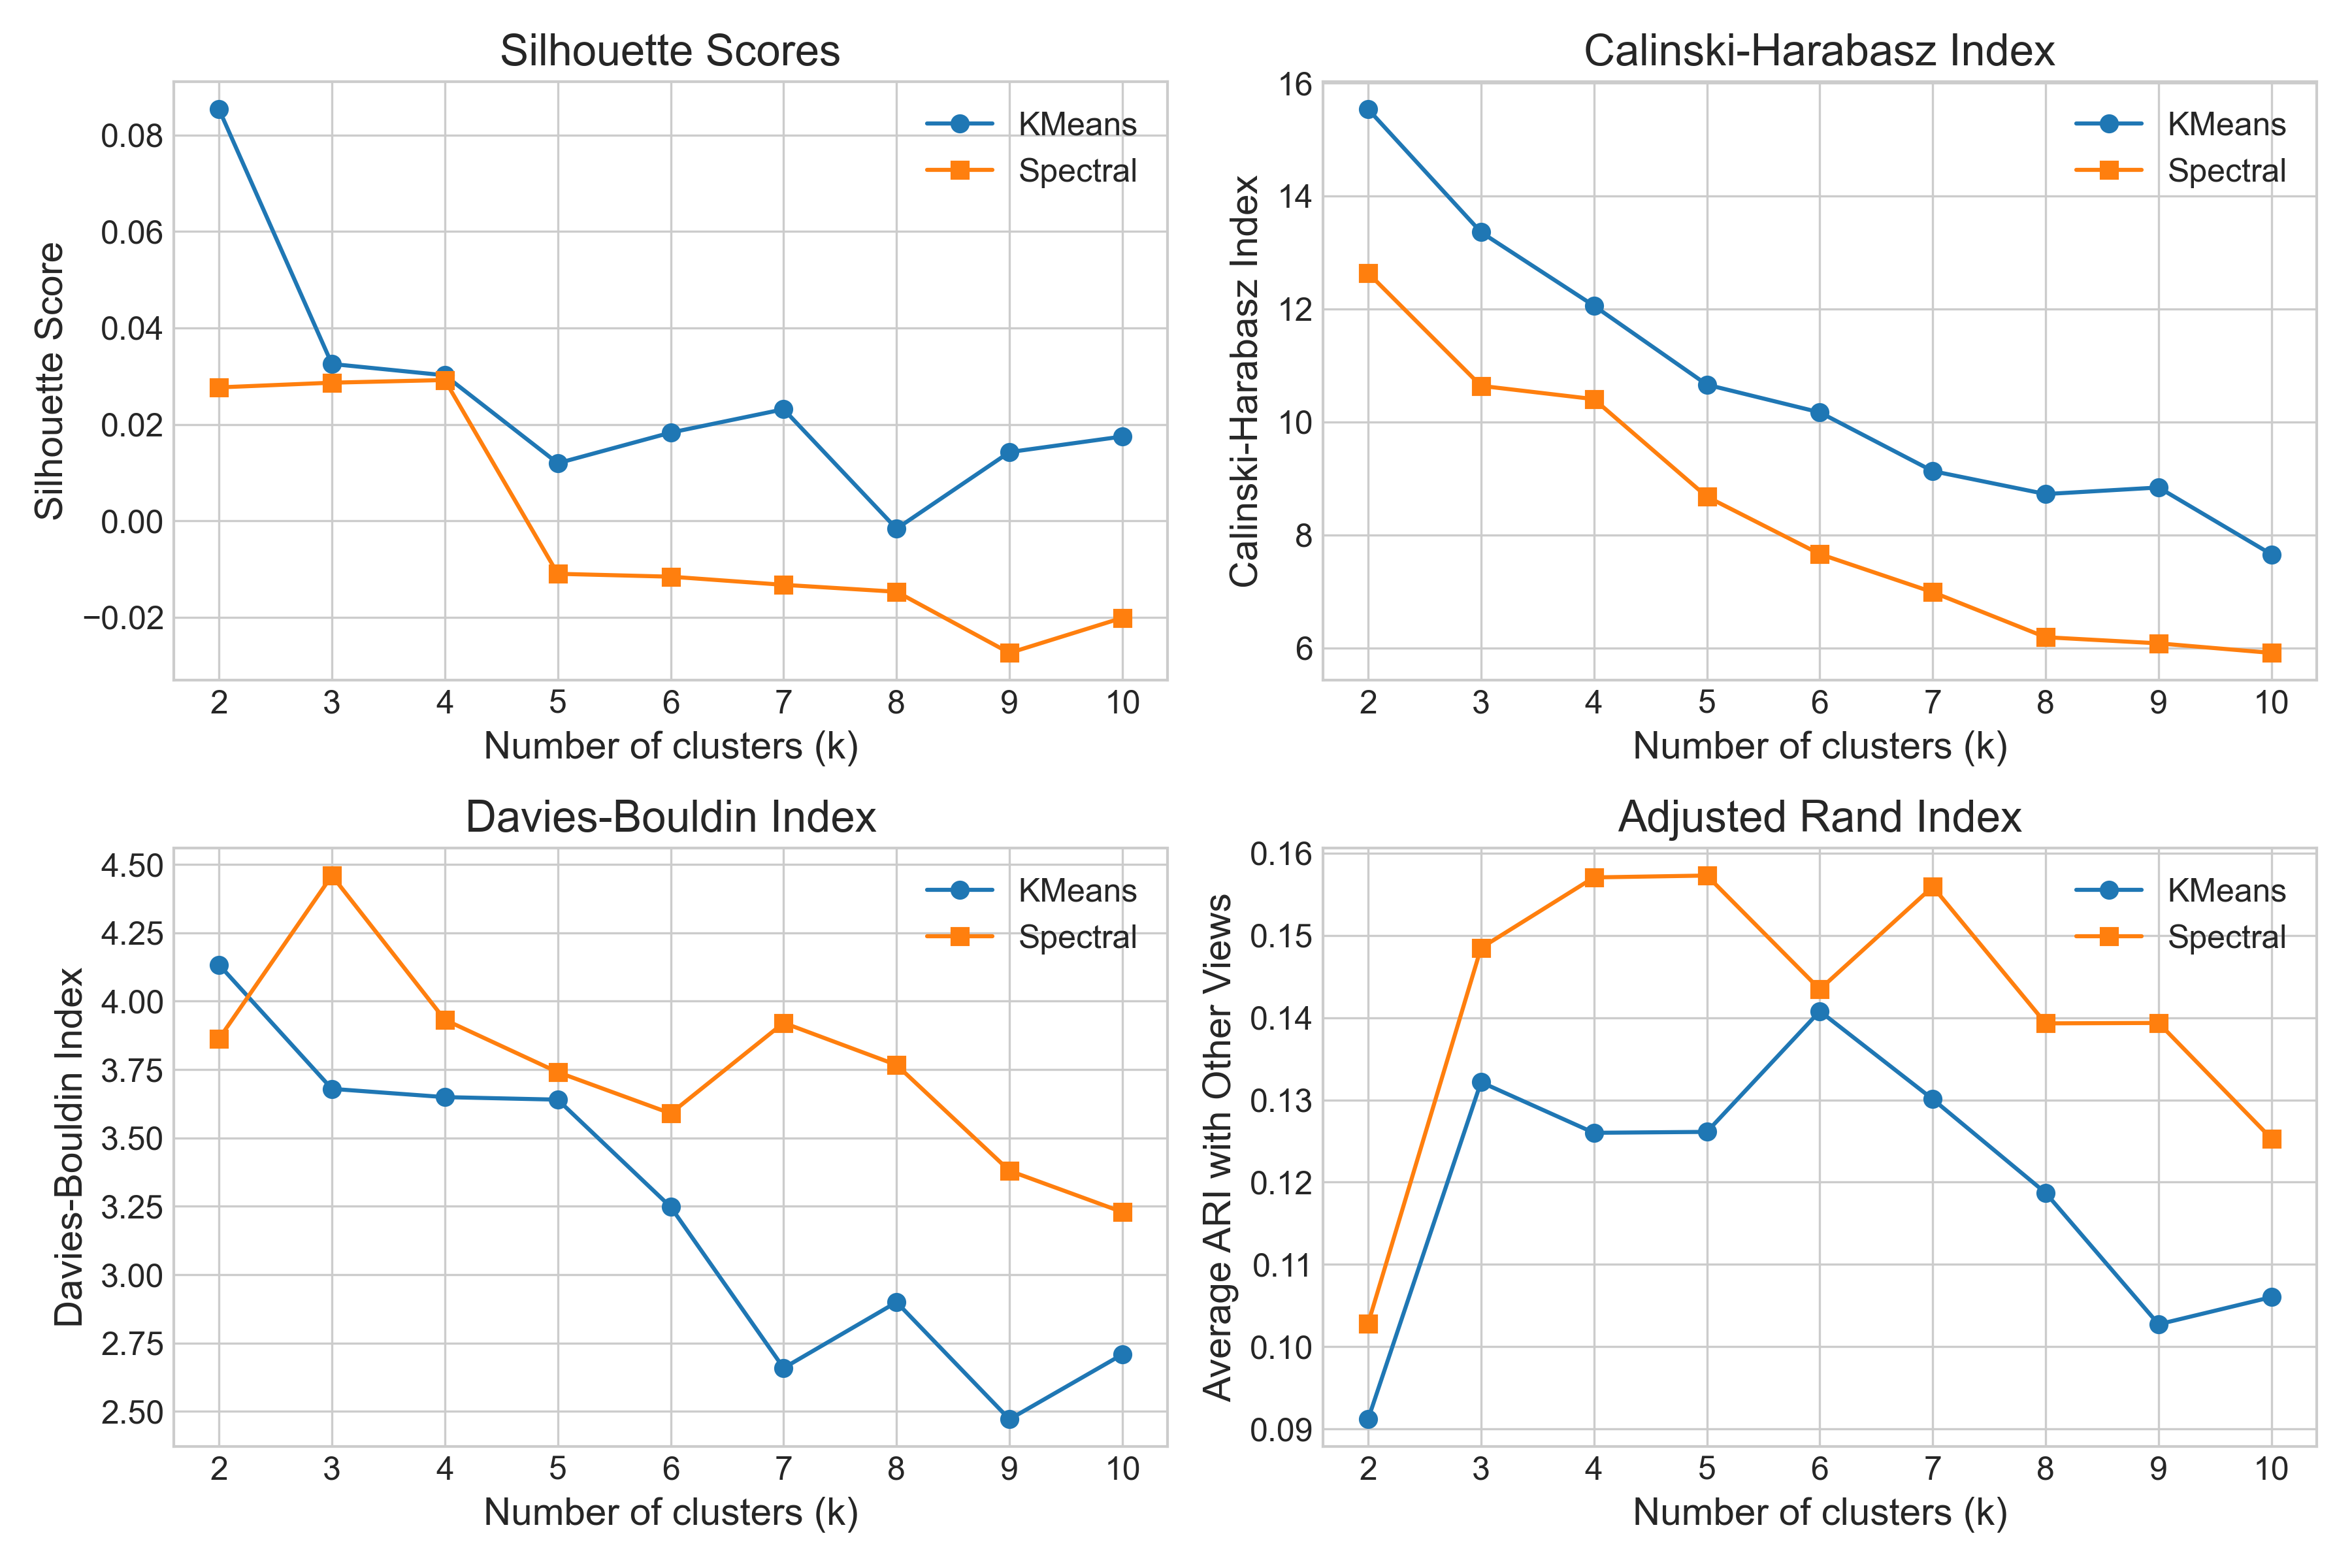 Silhouette Scores
Silhouette Score
0.08
0.06
0.04
0.02
0.00
−0.02
KMeans
Spectral
2 3 4 5 6 7 8 9 10
Number of clusters (k)
Calinski-Harabasz Index
Calinski-Harabasz Index
16
14
12
10
8
6
KMeans
Spectral
2 3 4 5 6 7 8 9 10
Number of clusters (k)
Davies-Bouldin Index
Davies-Bouldin Index
4.50
4.25
4.00
3.75
3.50
3.25
3.00
2.75
2.50
KMeans
Spectral
2 3 4 5 6 7 8 9 10
Number of clusters (k)
Adjusted Rand Index
Average ARI with Other Views
0.16
0.15
0.14
0.13
0.12
0.11
0.10
0.09
KMeans
Spectral
2 3 4 5 6 7 8 9 10
Number of clusters (k)